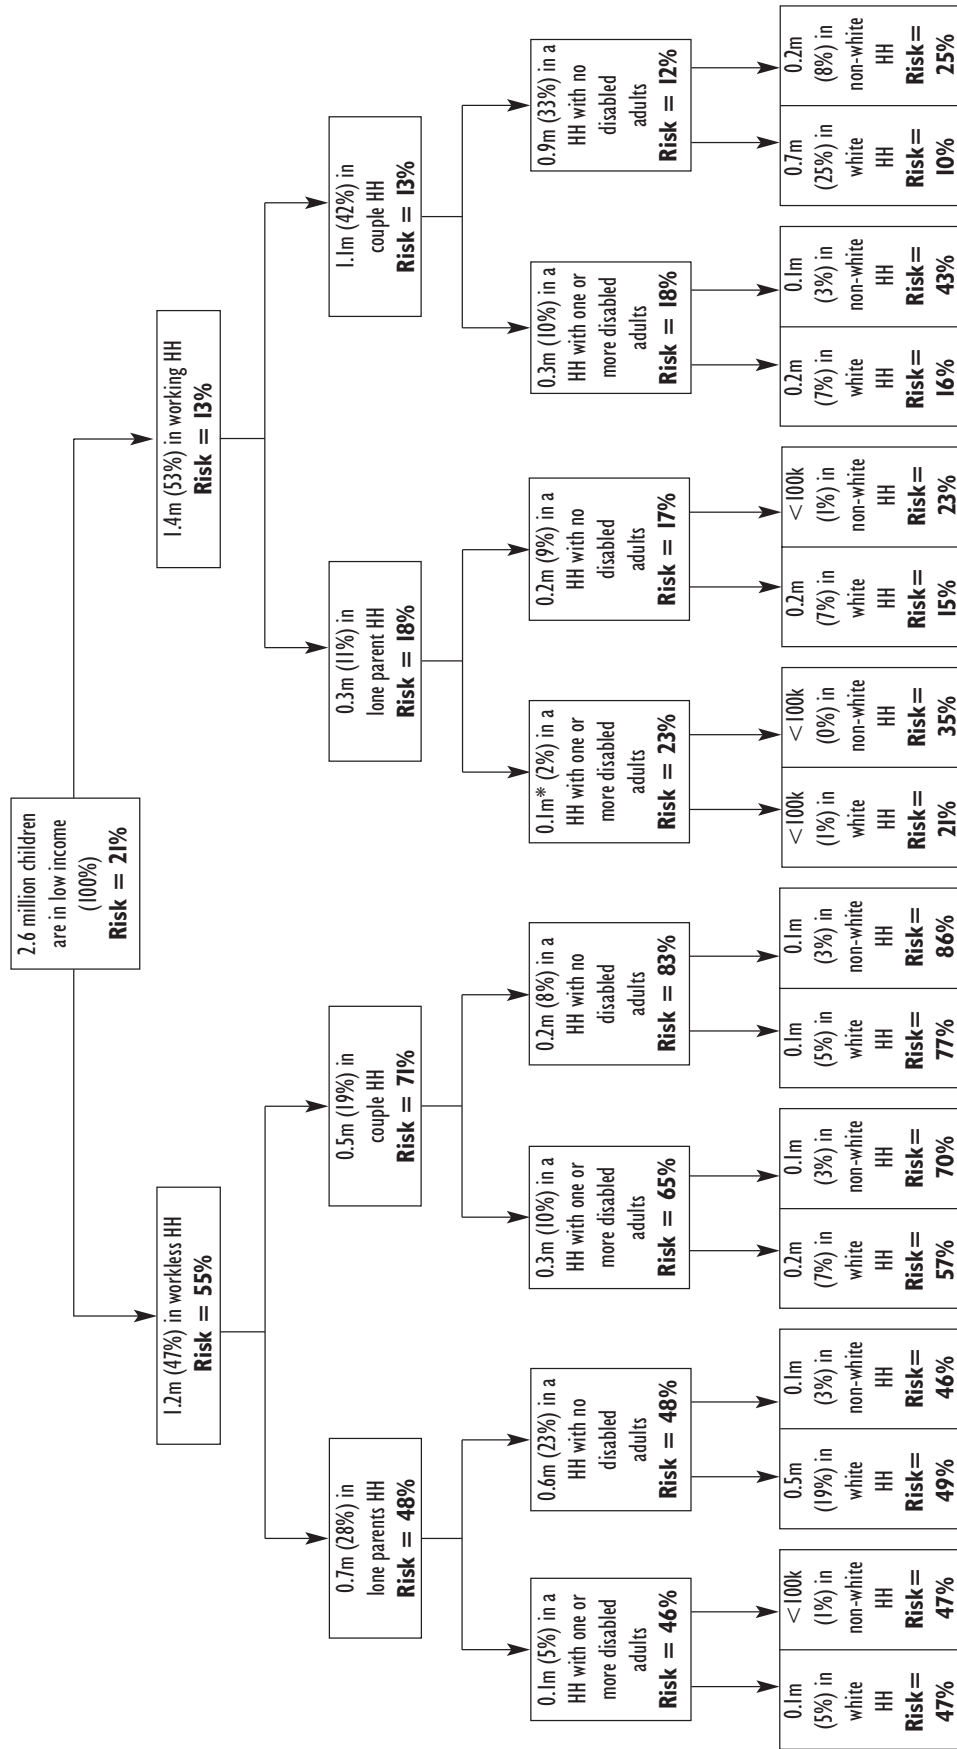 2.6 million children
are in low income
(100%)
Risk = 21%
1.2m (47%) in workless HH
Risk = 55%
1.4m (53%) in working HH
Risk = 13%
0.7m (28%) in
lone parents HH
Risk = 48%
0.5m (19%) in
couple HH
Risk = 71%
0.3m (11%) in
lone parent HH
Risk = 18%
1.1m (42%) in
couple HH
Risk = 13%
0.1m (5%) in a
HH with one or
more disabled
adults
Risk = 46%
0.6m (23%) in a
HH with no
disabled
adults
Risk = 48%
0.3m (10%) in a
HH with one or
more disabled
adults
Risk = 65%
0.2m (8%) in a
HH with no
disabled
adults
Risk = 83%
0.1m* (2%) in a
HH with one or
more disabled
adults
Risk = 23%
0.2m (9%) in a
HH with no
disabled
adults
Risk = 17%
0.3m (10%) in a
HH with one or
more disabled
adults
Risk = 18%
0.9m (33%) in a
HH with no
disabled
adults
Risk = 12%
0.1m
(5%) in
white
HH
Risk=
47%
<100k
(1%) in
non-white
HH
Risk=
47%
0.5m
(19%) in
white
HH
Risk=
49%
0.1m
(3%) in
non-white
HH
Risk=
46%
0.2m
(7%) in
white
HH
Risk=
57%
0.1m
(3%) in
non-white
HH
Risk=
70%
0.1m
(5%) in
white
HH
Risk=
77%
0.1m
(3%) in
non-white
HH
Risk=
86%
<100k
(1%) in
white
HH
Risk=
21%
<100k
(0%) in
non-white
HH
Risk=
35%
0.2m
(7%) in
white
HH
Risk=
15%
<100k
(1%) in
non-white
HH
Risk=
23%
0.2m
(7%) in
white
HH
Risk=
16%
0.1m
(3%) in
non-white
HH
Risk=
43%
0.7m
(25%) in
white
HH
Risk=
10%
0.2m
(8%) in
non-white
HH
Risk=
25%